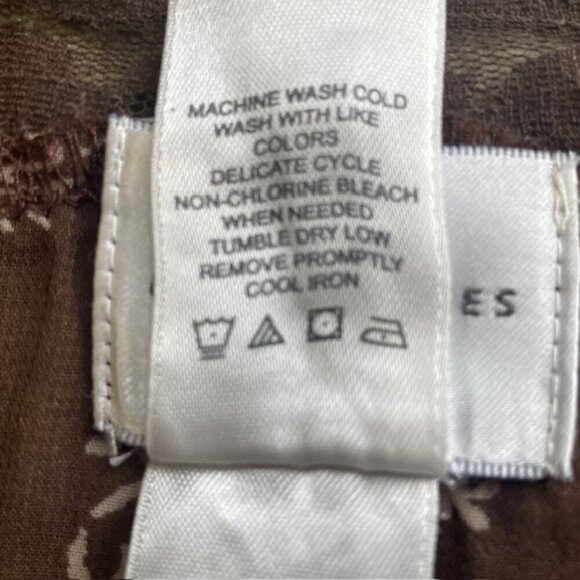 MACHINE WASH COLD
WASH WITH LIKE
COLORS
DELICATE CYCLE
NON-CHLORINE BLEACH
WHEN NEEDED
TUMBLE DRY LOW
REMOVE PROMPTLY
COOL IRON
ES